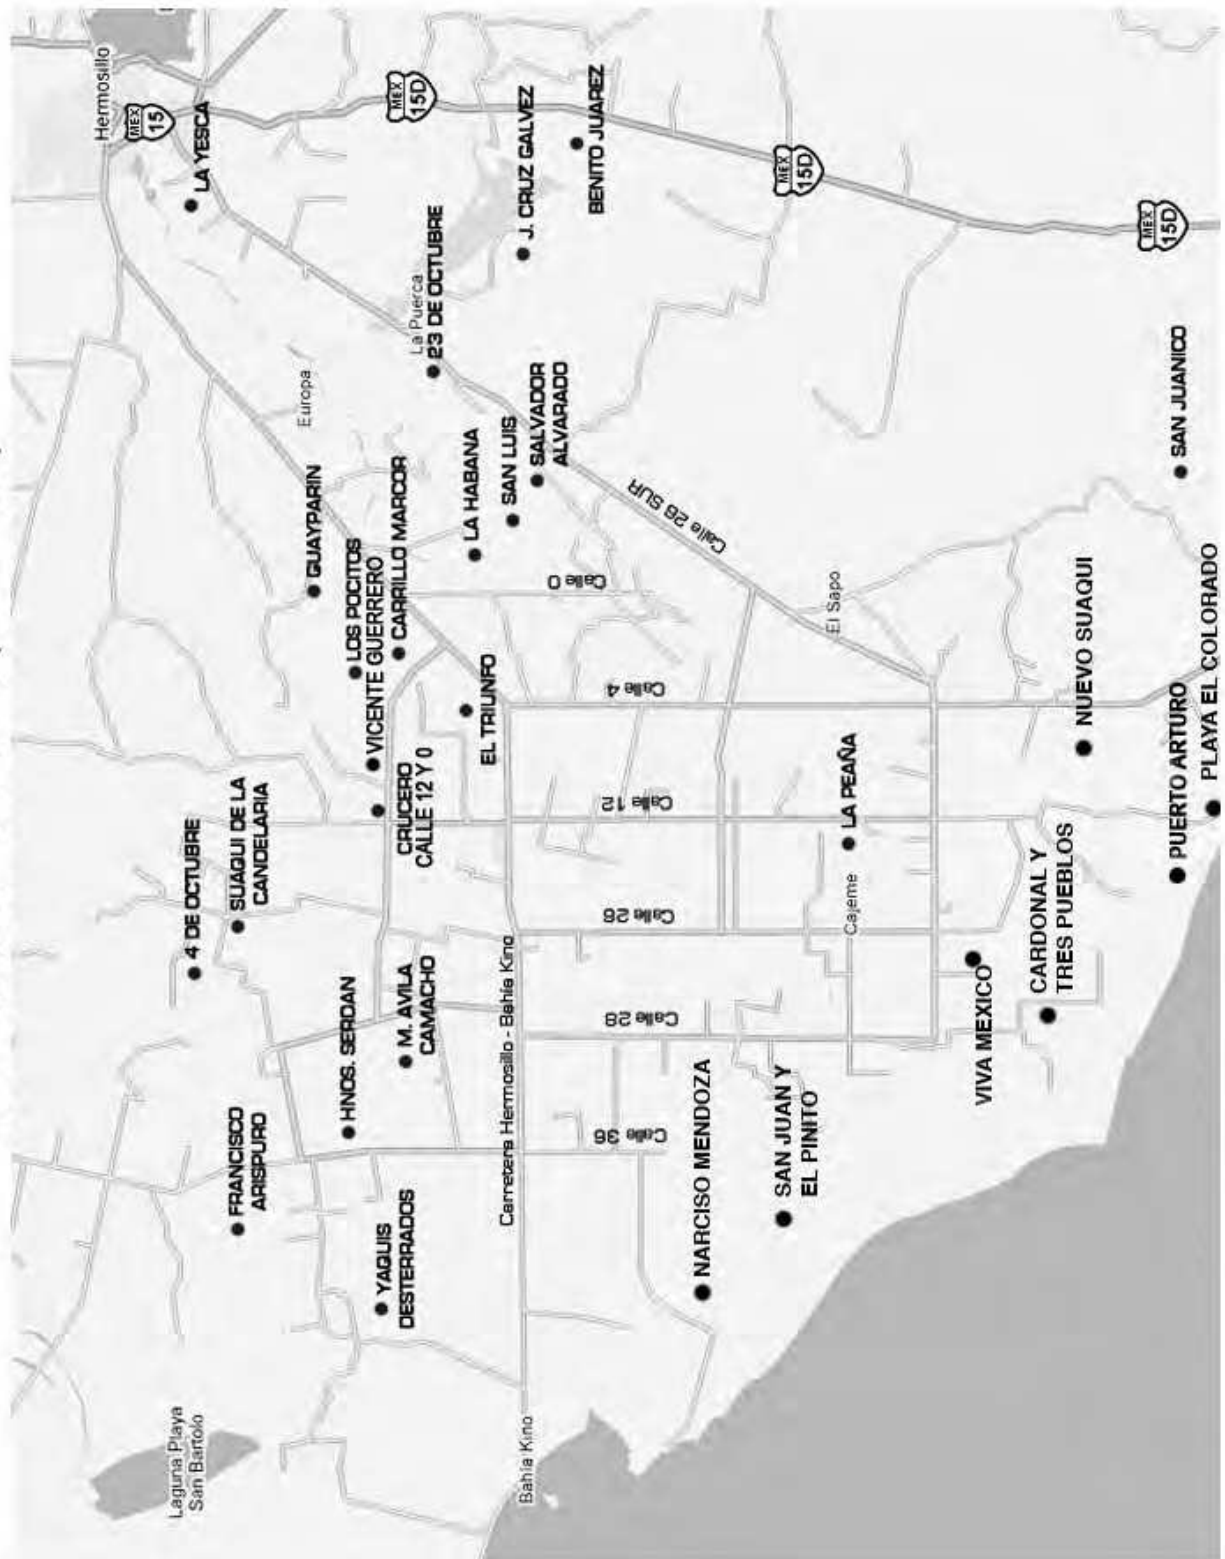 Hermosillo
MEX
15
LA YESCA
MEX
15D
J. CRUZ GALVEZ
BENITO JUAREZ
MEX
15D
MEX
15D
La Puerca
23 DE OCTUBRE
Europa
SALVADOR
ALVARADO
SAN LUIS
LA HABANA
GUAYPARIN
LOS POCITOS
VICENTE GUERRERO
CARRILLO MARCOR
Calle 26 SUR
Calle 0
El Sapo
SAN JUANICO
Calle 4
EL TRIUNFO
NUEVO SUAQUI
PLAYA EL COLORADO
PUERTO ARTURO
4 DE OCTUBRE
SUAQUI DE LA
CANDELARIA
CRUCERO
CALLE 12 Y 0
Calle 12
LA PEAÑA
Cajeme
CARDONAL Y
TRES PUEBLOS
Calle 26
HNOS. SERDAN
M. AVILA
CAMACHO
Carretera Hermosillo - Bahía Kino
Calle 28
VIVA MEXICO
FRANCISCO
ARISPURO
Calle 36
NARCISO MENDOZA
SAN JUAN Y
EL PINITO
YAQUIS
DESTERRADOS
Laguna Playa
San Bartolo
Bahía Kino